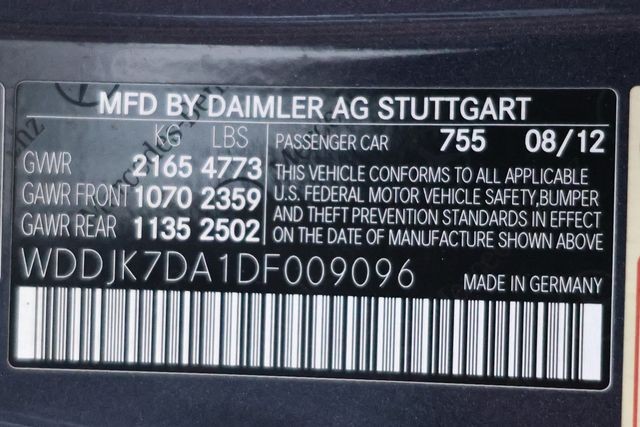 MFD BY DAIMLER AG STUTTGART
KG LBS
GVWR 2165 4773
GAWR FRONT 1070 2359
GAWR REAR 1135 2502
PASSENGER CAR 755 08/12
THIS VEHICLE CONFORMS TO ALL APPLICABLE
U.S. FEDERAL MOTOR VEHICLE SAFETY,BUMPER
AND THEFT PREVENTION STANDARDS IN EFFECT
ON THE DATE OF MANUFACTURE SHOWN ABOVE
WDDJK7DA1DF009096
MADE IN GERMANY